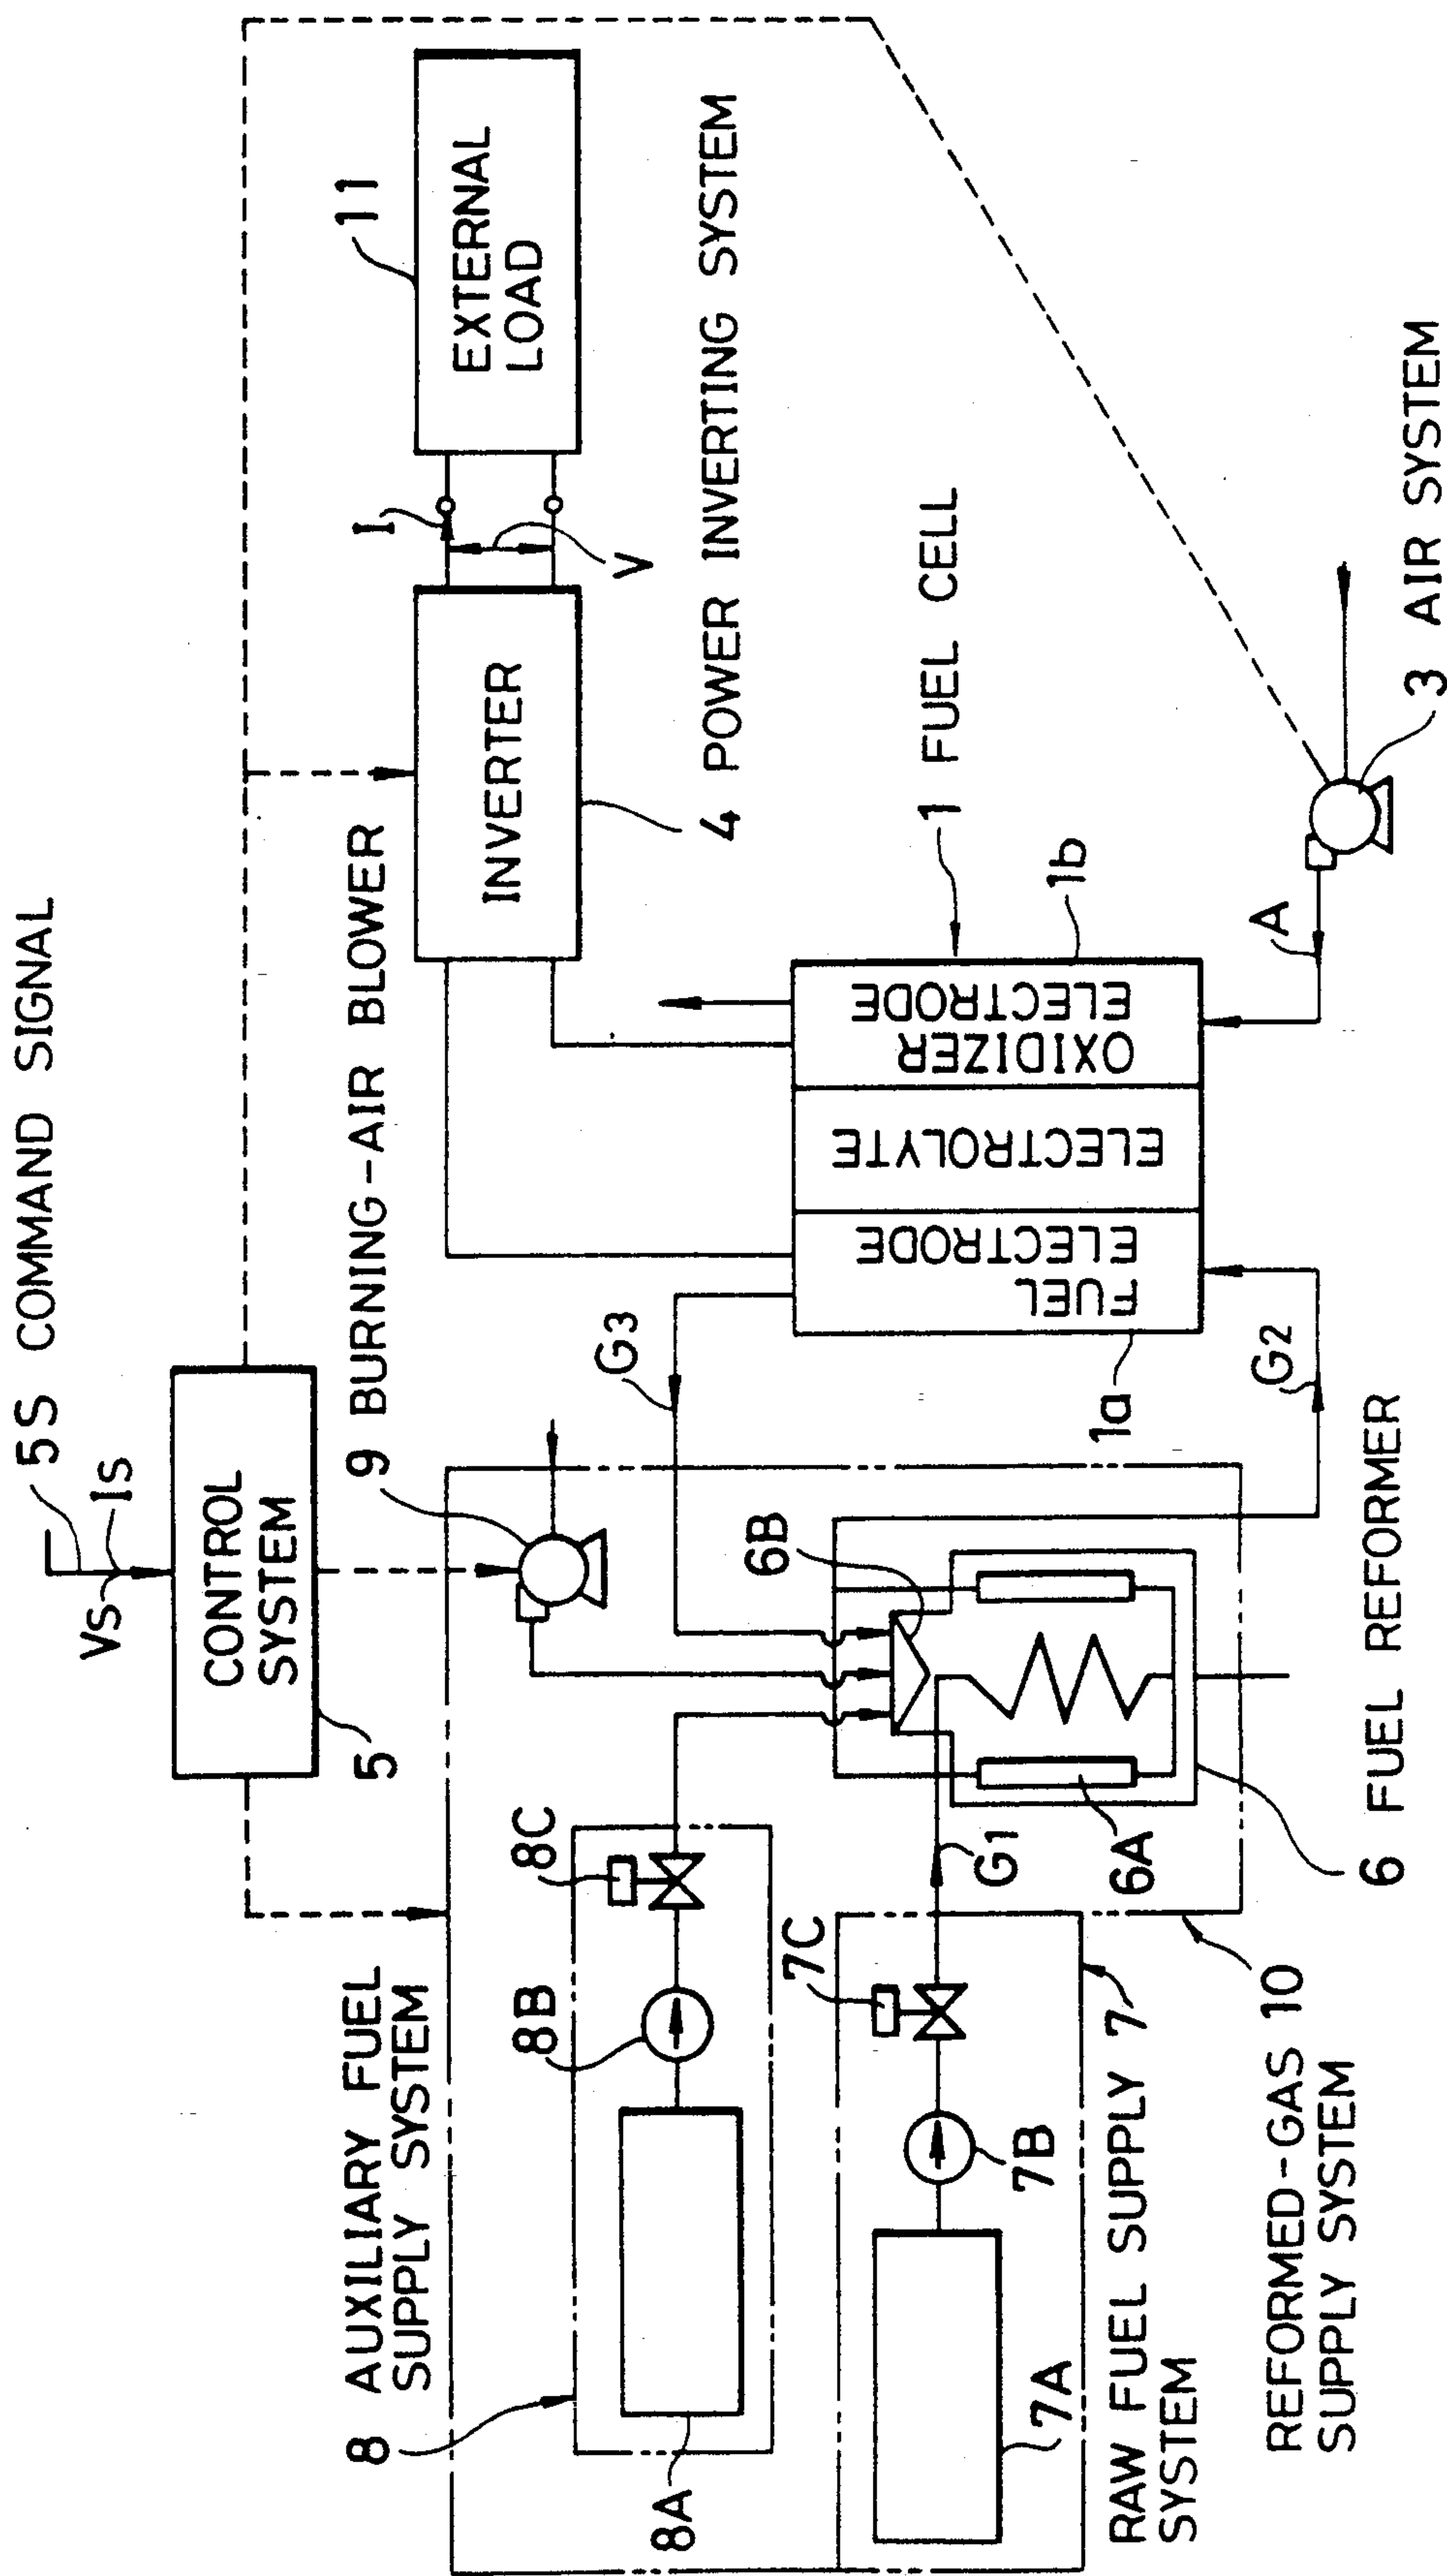 5S COMMAND SIGNAL
Vs
Is
CONTROL
SYSTEM
5
9 BURNING-AIR BLOWER
INVERTER
4 POWER INVERTING SYSTEM
I
V
EXTERNAL
LOAD
11
8 AUXILIARY FUEL
SUPPLY SYSTEM
8A
8B
8C
7A
7B
7C
RAW FUEL SUPPLY 7
SYSTEM
REFORMED-GAS 10
SUPPLY SYSTEM
G1
6A
6B
6 FUEL REFORMER
G3
G2
1 FUEL CELL
FUEL
ELECTRODE
ELECTROLYTE
OXIDIZER
ELECTRODE
1a
1b
A
3 AIR SYSTEM